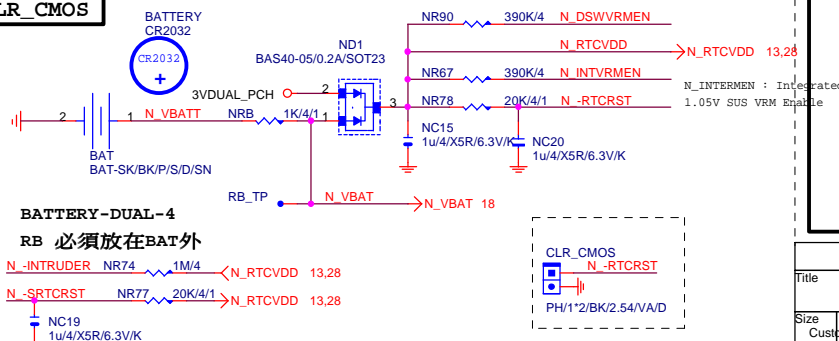 LR_CMOS
BATTERY
CR2032
CR2032
+
ND1
BAS40-05/0.2A/SOT23
NR90 390K/4 N_DSWVRMEN
N_RTCVDD N_RTCVDD 13,28
3VDUAL_PCH 2
NR67 390K/4 N_INTVRMEN
N_INTERMEN : Integrated
1.05V SUS VRM Enable
2 1 N_VBATT NRB 1K/4/1 1 3 NR78 20K/4/1 N_-RTCRST
BAT
BAT-SK/BK/P/S/D/SN
NC15
1u/4/X5R/6.3V/K
NC20
1u/4/X5R/6.3V/K
RB_TP N_VBAT N_VBAT 18
BATTERY-DUAL-4
RB 必須放在BAT外
N_-INTRUDER NR74 1M/4 N_RTCVDD 13,28
N_-SRTCRST NR77 20K/4/1 N_RTCVDD 13,28
NC19
1u/4/X5R/6.3V/K
CLR_CMOS
N_-RTCRST
PH/1*2/BK/2.54/VA/D
Title
Size
Custo